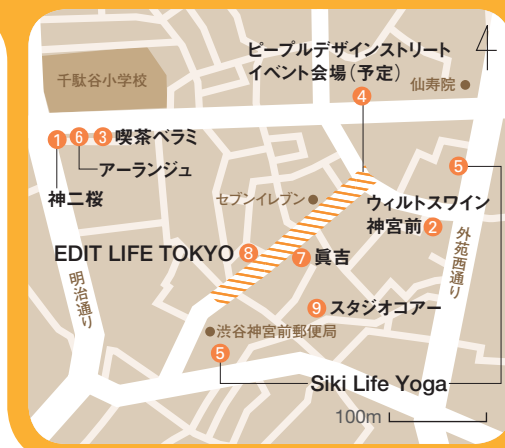 ピープルデザインストリート
イベント会場(予定)
4
千駄谷小学校
仙寿院
1 6 3 喫茶ベラミ
アーランジュ
神二桜
5
セブンイレブン
ウィルトスワイン
神宮前 2
外苑西通り
EDIT LIFE TOKYO 8
7 眞吉
明治通り
9 スタジオコアー
渋谷神宮前郵便局
5
Siki Life Yoga
100m